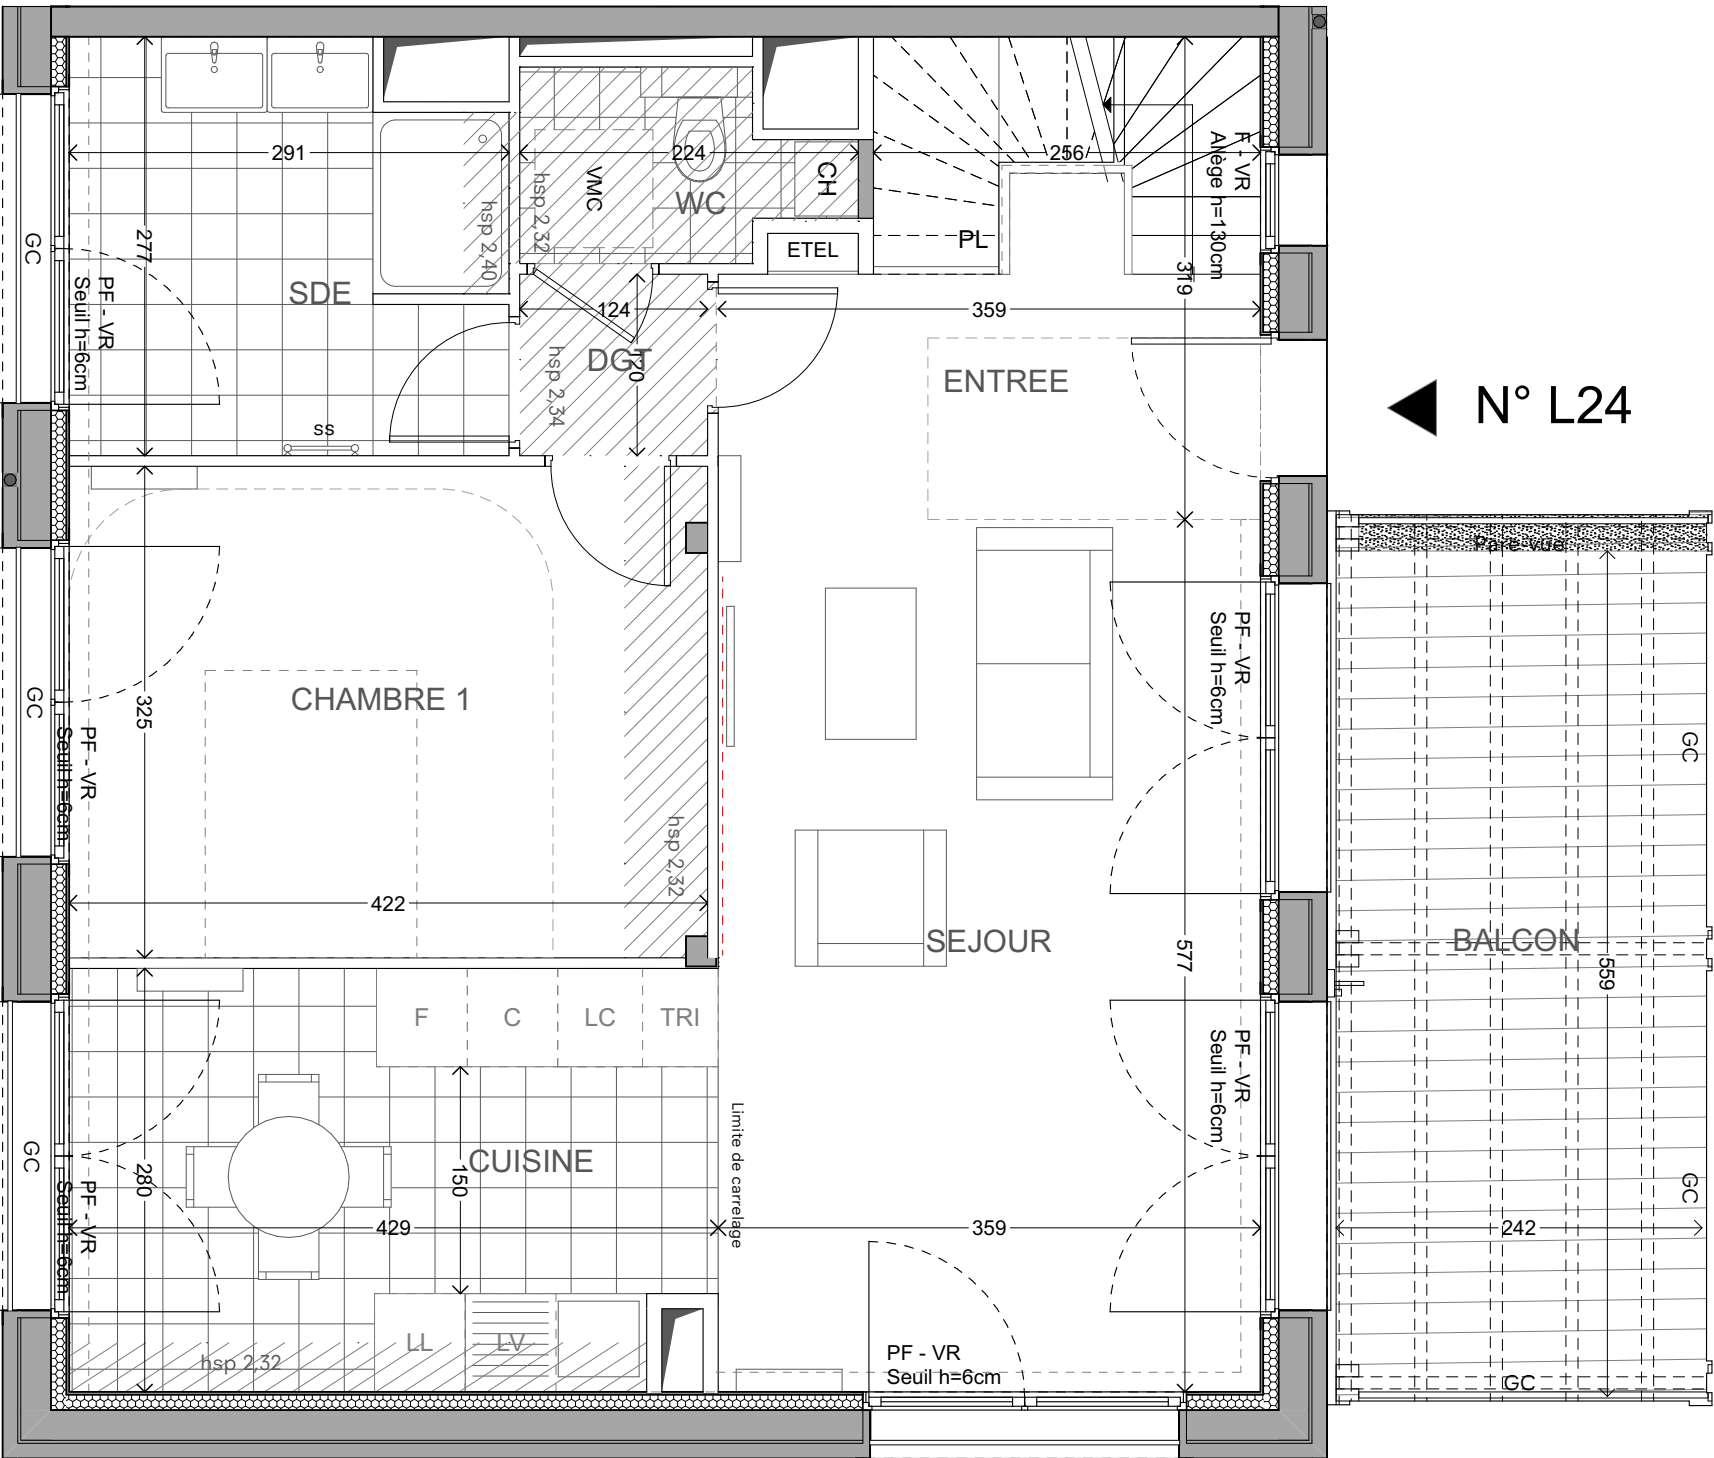 291
224
256
VMC
WC
CH
hsp 2,32
hsp 2,40
F - VR
Allège h=130cm
GC
277
PL
ETEL
319
SDE
PF - VR
Seuil h=6cm
124
359
DGT
120
hsp 2,34
ENTREE
N° L24
ss
Pare-vue
GC
325
CHAMBRE 1
PF - VR
Seuil h=6cm
PF - VR
Seuil h=6cm
GC
hsp 2,32
422
SEJOUR
577
BALCON
559
F
C
LC
TRI
PF - VR
Seuil h=6cm
Limite de carrelage
GC
280
CUISINE
150
PF - VR
Seuil h=6cm
GC
429
359
242
LL
LV
hsp 2,32
PF - VR
Seuil h=6cm
GC